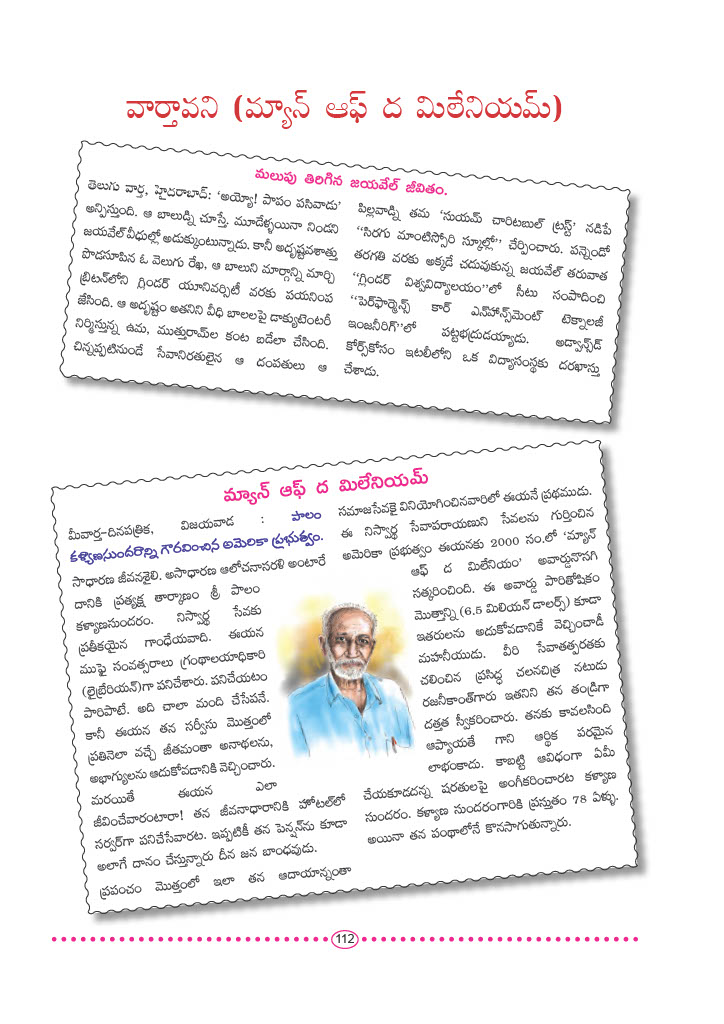 వార్తావని (మ్యాన్ ఆఫ్ ద మిలేనియమ్)
మలుపు తిరిగిన జయవేల్ జీవితం.
తెలుగు వార్త, హైదరాబాద్: ‘అయ్యో! పాపం పసివాడు’
అన్పిస్తుంది. ఆ బాలుడ్ని చూస్తే. మూడేళ్ళయినా నిండని
జయవేల్ వీధుల్లో అడుక్కుంటున్నాడు. కానీ అదృష్టవశాత్తు
పొడసూపిన ఓ వెలుగు రేఖ, ఆ బాలుని మార్గాన్ని మార్చి
బ్రిటన్‌లోని గ్లిండర్ యూనివర్సిటీ వరకు పయనింప
జేసింది. ఆ అదృష్టం అతనిని వీధి బాలలపై డాక్యుటెంటరీ
నిర్మిస్తున్న ఉమ, ముత్తురామ్‌ల కంట బడేలా చేసింది.
చిన్నప్పటినుండే సేవానిరతులైన ఆ దంపతులు ఆ
పిల్లవాడ్ని తమ ‘సుయమ్ చారిటబుల్ ట్రస్ట్’ నడిపే
‘‘సిరగు మాంటిస్సోరి స్కూల్లో’’ చేర్పించారు. పన్నెండో
తరగతి వరకు అక్కడే చదువుకున్న జయవేల్ తరువాత
‘‘గ్లిండర్ విశ్వవిద్యాలయం’’లో సీటు సంపాదించి
‘‘పెర్‌ఫార్మెన్స్ కార్ ఎన్‌హాన్స్‌మెంట్ టెక్నాలజీ
ఇంజనీరిగ్’’లో పట్టభద్రుడయ్యాడు. అడ్వాన్స్‌డ్
కోర్స్‌కోసం ఇటలీలోని ఒక విద్యాసంస్థకు దరఖాస్తు
చేశాడు.
మ్యాన్ ఆఫ్ ద మిలేనియమ్
మీవార్త-దినపత్రిక, విజయవాడ : పాలం
కళ్యాణసుందరాన్ని గౌరవించిన అమెరికా ప్రభుత్వం.
సాధారణ జీవనశైలి. అసాధారణ ఆలోచనాసరళి అంటారే
దానికి ప్రత్యక్ష తార్కాణం శ్రీ పాలం
కళ్యాణసుందరం. నిస్వార్థ సేవకు
ప్రతీకయైన గాంధేయవాది. ఈయన
ముఫ్పై సంవత్సరాలు గ్రంథాలయాధికారి
(లైబ్రేరియన్)గా పనిచేశారు. పనిచేయటం
పారిపాటే. అది చాలా మంది చేసేపనే.
కానీ ఈయన తన సర్వీసు మొత్తంలో
ప్రతినెలా వచ్చే జీతమంతా అనాథలను,
అభాగ్యులను ఆదుకోవడానికి వెచ్చించారు.
మరయితే ఈయన ఎలా
జీవించేవారంటారా! తన జీవనాధారానికి హోటల్‌లో
సర్వర్‌గా పనిచేసేవారట. ఇప్పటికీ తన పెన్షన్‌ను కూడా
అలాగే దానం చేస్తున్నారు దీన జన బాంధవుడు.
ప్రపంచం మొత్తంలో ఇలా తన ఆదాయాన్నంతా
సమాజసేవకై వినియోగించినవారిలో ఈయనే ప్రథముడు.
ఈ నిస్వార్థ సేవాపరాయణుని సేవలను గుర్తించిన
అమెరికా ప్రభుత్వం ఈయనకు 2000 సం.లో ‘మ్యాన్
ఆఫ్ ద మిలేనియం’ అవార్డునొసగి
సత్కరించింది. ఈ అవార్డు పారితోషికం
మొత్తాన్ని (6.5 మిలియన్ డాలర్స్) కూడా
ఇతరులను అదుకోవడానికే వెచ్చించాడీ
మహనీయుడు. వీరి సేవాతత్పరతకు
చలించిన ప్రసిద్ధ చలనచిత్ర నటుడు
రజనీకాంత్‌గారు ఇతనిని తన తండ్రిగా
దత్తత స్వీకరించారు. తనకు కావలసింది
ఆప్యాయతే గాని ఆర్థిక పరమైన
లాభంకాదు. కాబట్టి ఆవిధంగా ఏమీ
చేయకూడదన్న షరతులపై అంగీకరించారట కళ్యాణ
సుందరం. కళ్యాణ సుందరంగారికి ప్రస్తుతం 78 ఏళ్ళు.
అయినా తన పంథాలోనే కొనసాగుతున్నారు.
112